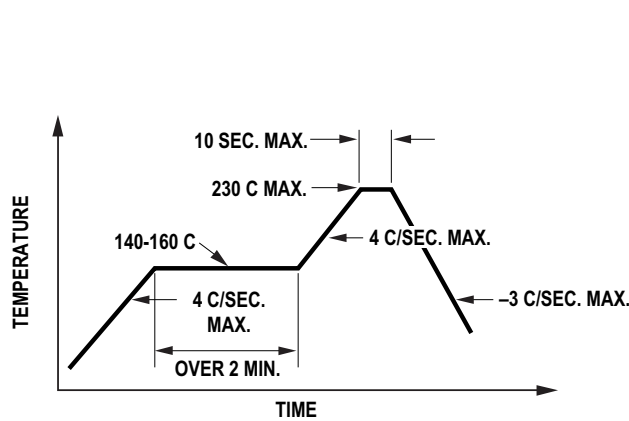 10 SEC. MAX.
230 C MAX.
140-160 C
4 C/SEC. MAX.
4 C/SEC.
MAX.
–3 C/SEC. MAX.
OVER 2 MIN.
TEMPERATURE
TIME